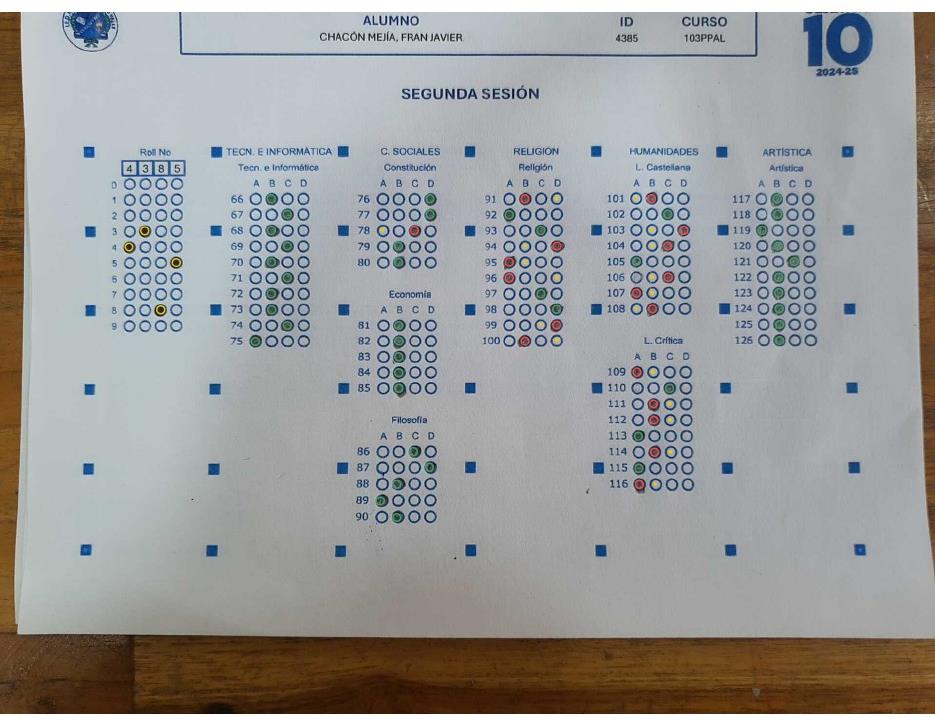 ALUMNO ID CURSO
CHACÓN MEJÍA, FRAN JAVIER 4385 103PPAL
10
2024-25
SEGUNDA SESIÓN
Roll No TECN. E INFORMÁTICA C. SOCIALES RELIGIÓN HUMANIDADES ARTÍSTICA
4 3 8 5 Tecn. e Informática Constitución Religión L. Castellana Artística
A B C D A B C D A B C D A B C D A B C D
0
1 66 76 91 101 117
2 67 77 92 102 118
3 68 78 93 103 119
4 69 79 94 104 120
5 70 80 95 105 121
6 71 96 106 122
7 72 Economía 97 107 123
8 73 98 108 124
9 74 81 99 125
75 82 100 L. Crítica 126
83 A B C D
84 109
85 110
111
Filosofía 112
A B C D 113
86 114
87 115
88 116
89
90